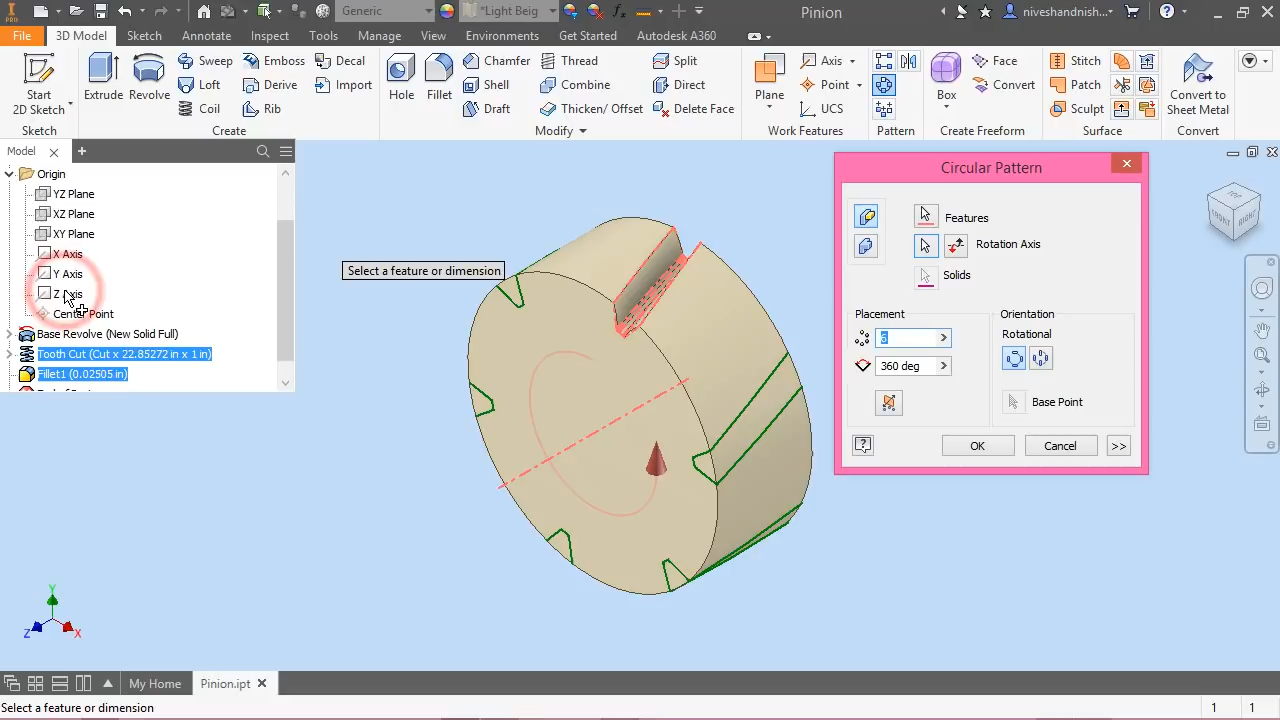 PRO
Generic
*Light Beig
Pinion
niveshandnish...
File
3D Model
Sketch
Annotate
Inspect
Tools
Manage
View
Environments
Get Started
Autodesk A360
Start
2D Sketch
Extrude
Revolve
Sweep
Emboss
Decal
Loft
Derive
Import
Coil
Rib
Hole
Fillet
Chamfer
Thread
Split
Shell
Combine
Direct
Draft
Thicken/ Offset
Delete Face
Plane
Axis
Point
UCS
Box
Face
Convert
Stitch
Patch
Sculpt
Convert to
Sheet Metal
Sketch
Create
Modify
Work Features
Pattern
Create Freeform
Surface
Convert
Model
Origin
YZ Plane
XZ Plane
XY Plane
X Axis
Y Axis
Z Axis
Center Point
Base Revolve (New Solid Full)
Tooth Cut (Cut x 22.85272 in x 1 in)
Fillet1 (0.02505 in)
Select a feature or dimension
Circular Pattern
Features
Rotation Axis
Solids
Placement
6
360 deg
Orientation
Rotational
Base Point
OK
Cancel
>>
TOP
FRONT
RIGHT
Y
Z
X
My Home
Pinion.ipt
Select a feature or dimension
1
1